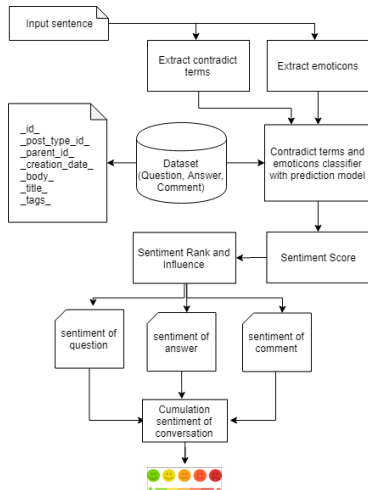 Input sentence
Extract contradict
terms
Extract emoticons
_id_
_post_type_id_
_parent_id_
_creation_date_
_body_
_title_
_tags_
Dataset
(Question, Answer,
Comment)
Contradict terms and
emoticons classifier
with prediction model
Sentiment Rank and
Influence
Sentiment Score
sentiment of
question
sentiment of
answer
sentiment of
comment
Cumulation
sentiment of
conversation